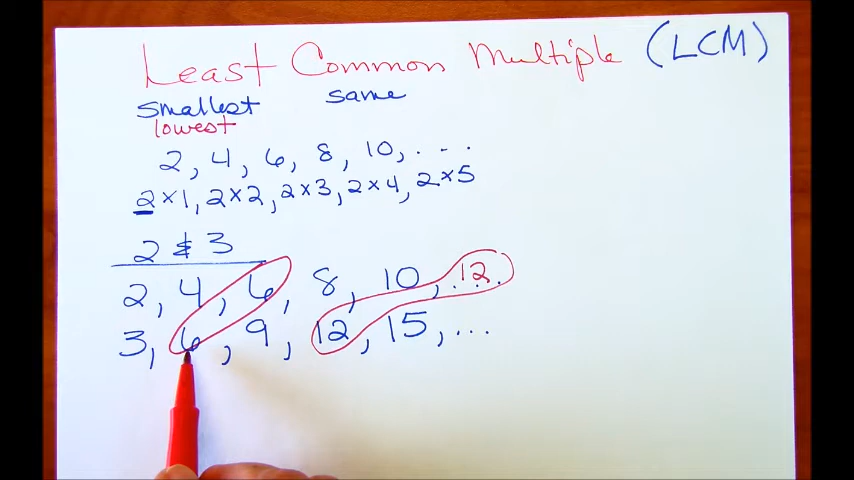 Least Common Multiple (LCM)
smallest same
lowest
2, 4, 6, 8, 10, . . .
2×1, 2×2, 2×3, 2×4, 2×5
2 & 3
2, 4, 6, 8, 10, 12...
3, 6, 9, 12, 15, ...